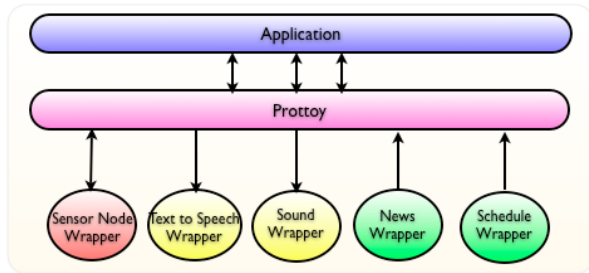 Application
Prottoy
Sensor Node
Wrapper
Text to Speech
Wrapper
Sound
Wrapper
News
Wrapper
Schedule
Wrapper